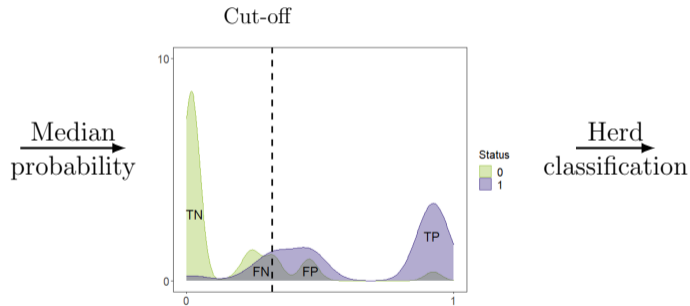 Cut-off
10
Median
probability
TN
FN
FP
TP
0
0
1
Status
0
1
Herd
classification